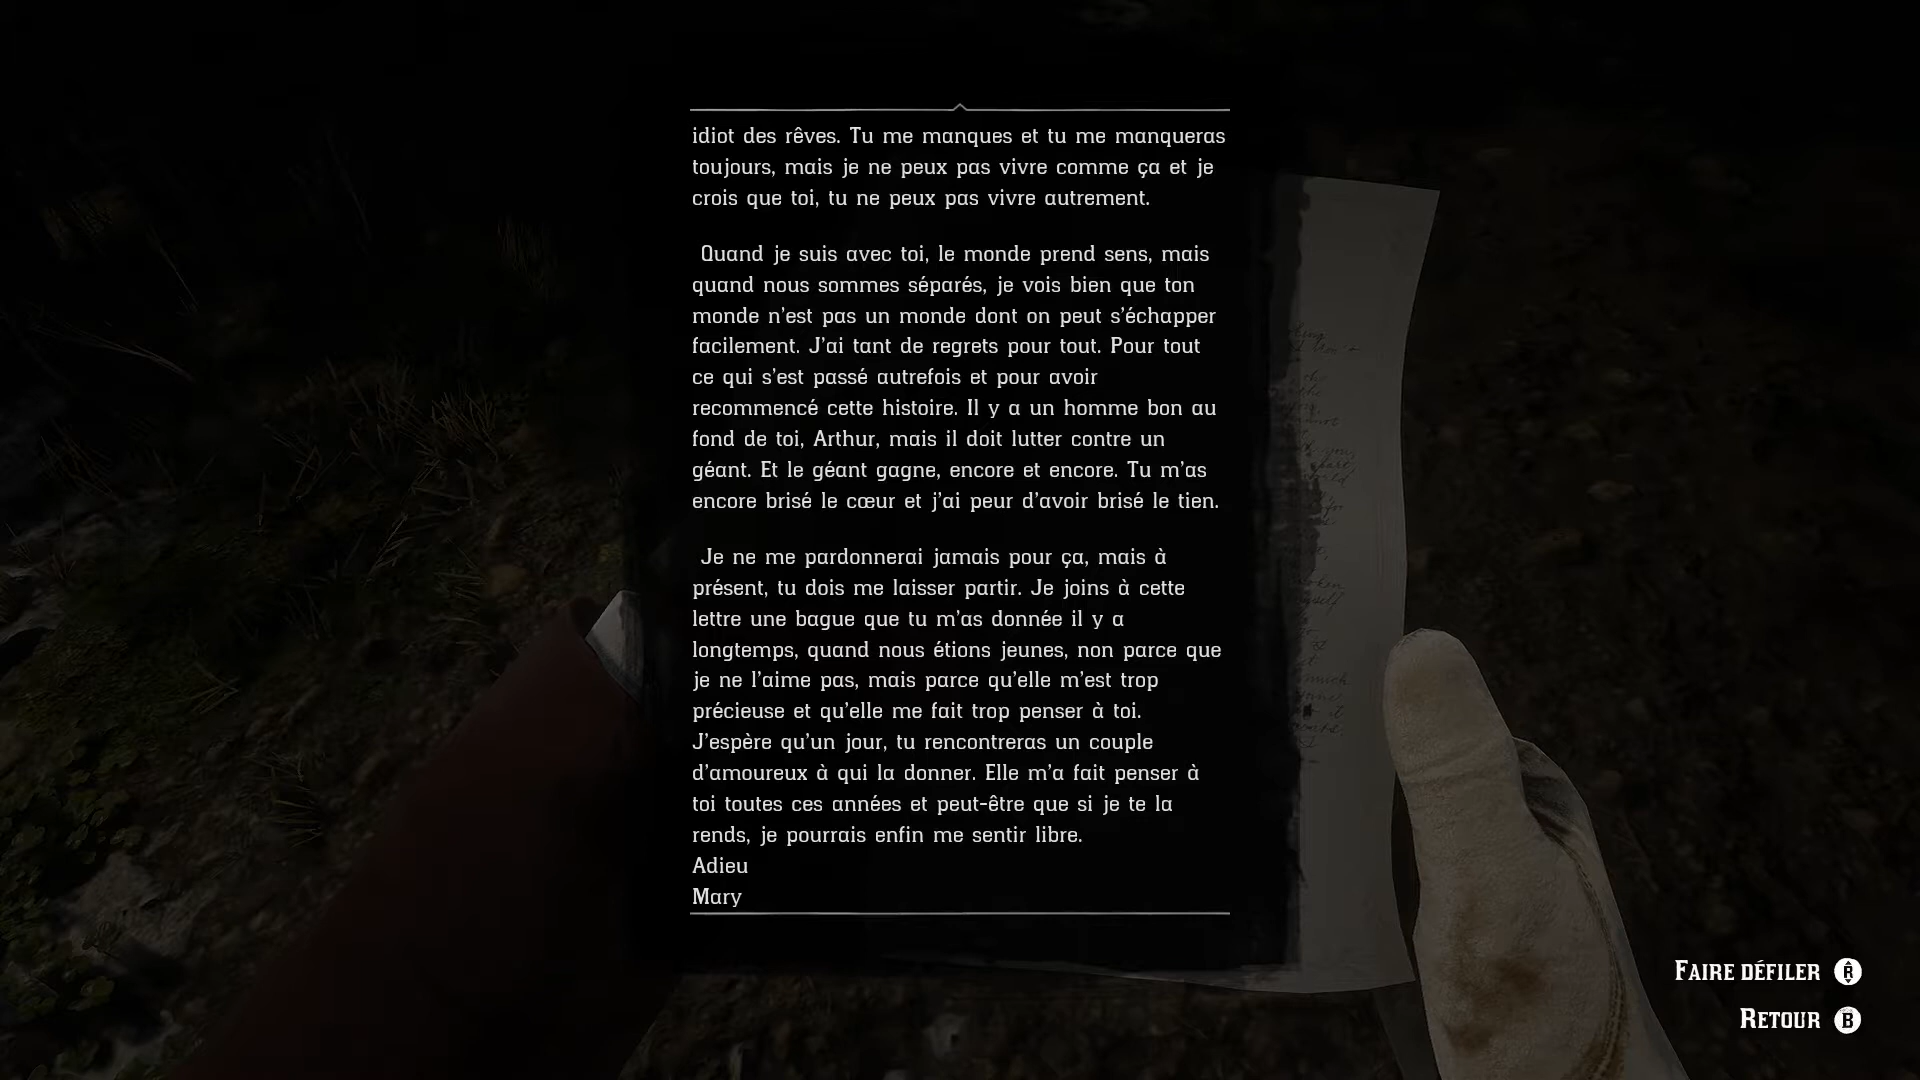 idiot des rêves. Tu me manques et tu me manqueras
toujours, mais je ne peux pas vivre comme ça et je
crois que toi, tu ne peux pas vivre autrement.
Quand je suis avec toi, le monde prend sens, mais
quand nous sommes séparés, je vois bien que ton
monde n'est pas un monde dont on peut s'échapper
facilement. J'ai tant de regrets pour tout. Pour tout
ce qui s'est passé autrefois et pour avoir
recommencé cette histoire. Il y a un homme bon au
fond de toi, Arthur, mais il doit lutter contre un
géant. Et le géant gagne, encore et encore. Tu m'as
encore brisé le cœur et j'ai peur d'avoir brisé le tien.
Je ne me pardonnerai jamais pour ça, mais à
présent, tu dois me laisser partir. Je joins à cette
lettre une bague que tu m'as donnée il y a
longtemps, quand nous étions jeunes, non parce que
je ne l'aime pas, mais parce qu'elle m'est trop
précieuse et qu'elle me fait trop penser à toi.
J'espère qu'un jour, tu rencontreras un couple
d'amoureux à qui la donner. Elle m'a fait penser à
toi toutes ces années et peut-être que si je te la
rends, je pourrais enfin me sentir libre.
Adieu
Mary
FAIRE DÉFILER R
RETOUR B